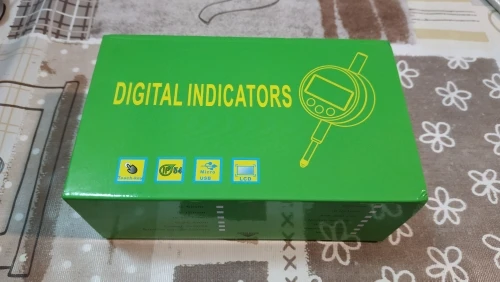 DIGITAL INDICATORS
IP54
Micro
USB
LCD